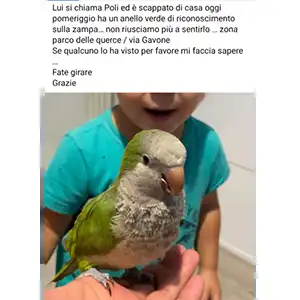 Lui si chiama Poli ed è scappato di casa oggi
pomeriggio ha un anello verde di riconoscimento
sulla zampa... non riusciamo più a sentirlo ... zona
parco delle querce / via Gavone
Se qualcuno lo ha visto per favore mi faccia sapere
...
Fate girare
Grazie